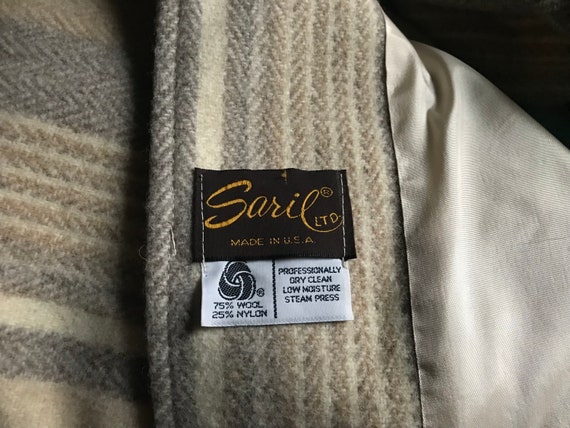 Saril® LTD.
MADE IN U.S.A.
®
75% WOOL
25% NYLON
PROFESSIONALLY
DRY CLEAN
LOW MOISTURE
STEAM PRESS